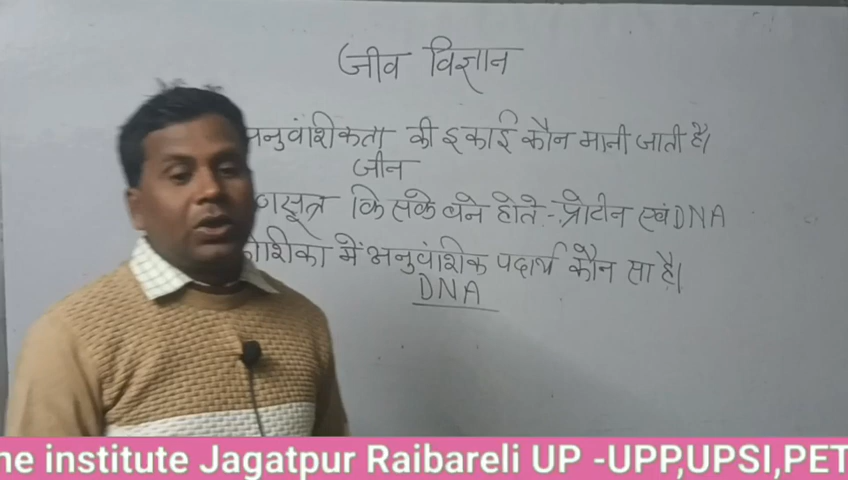 जीव विज्ञान
अनुवांशिकता की इकाई कौन मानी जाती है।
जीन
किसके बने होते - प्रोटीन एवं DNA
कोशिका में अनुवंशिक पदार्थ कौन सा है।
DNA
institute Jagatpur Raibareli UP -UPP,UPSI,PET